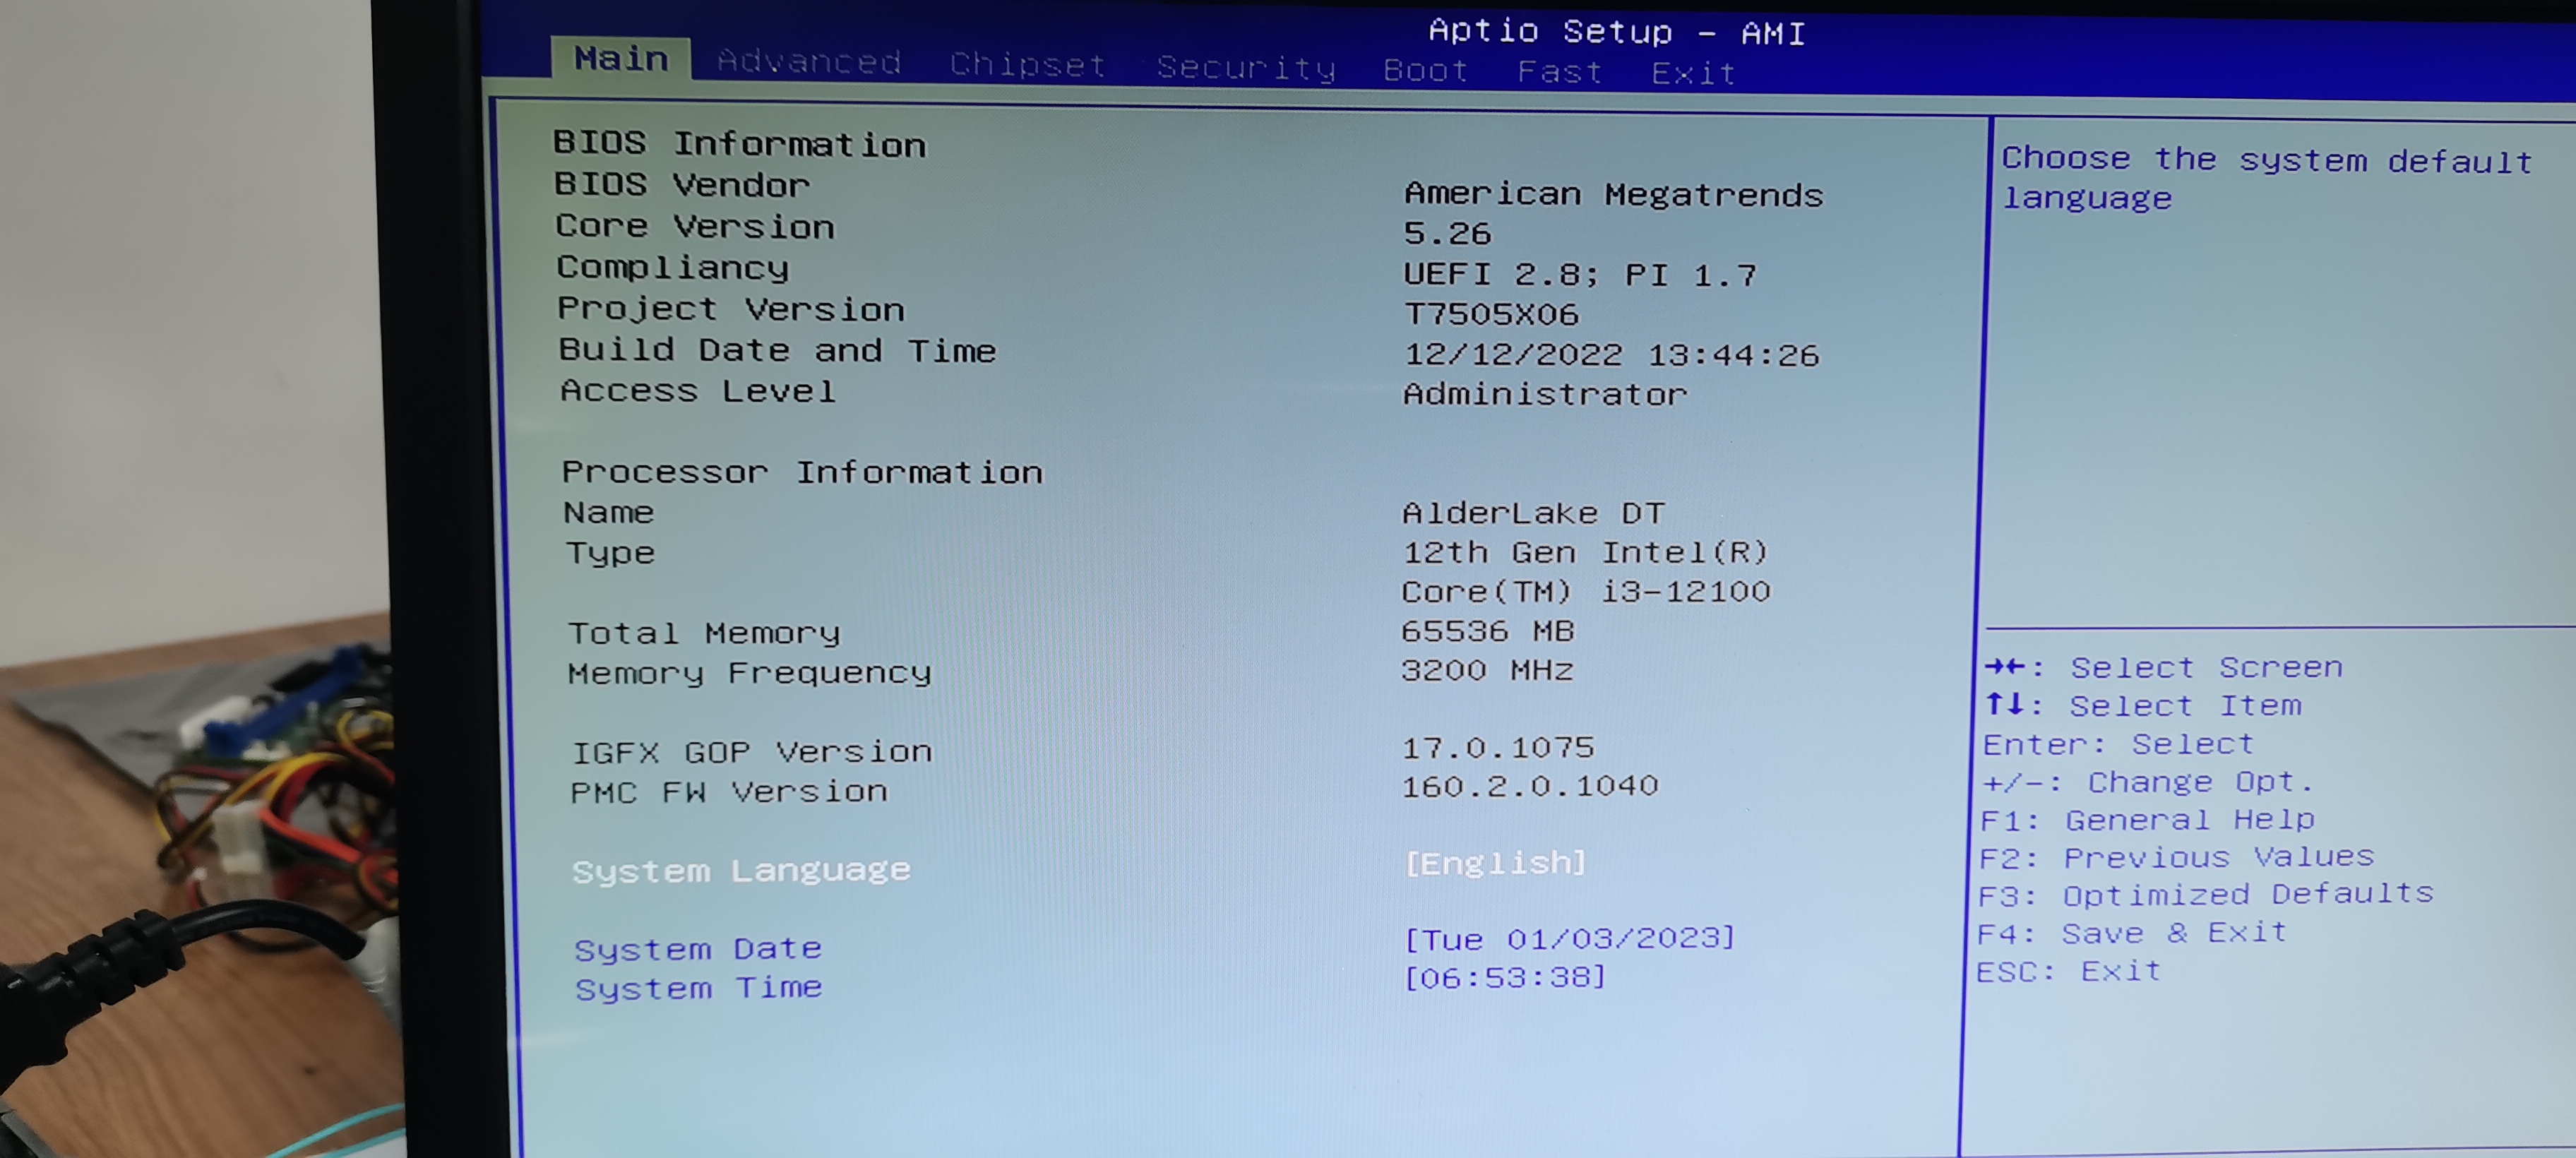 Aptio Setup - AMI
Main Advanced Chipset Security Boot Fast Exit
BIOS Information
BIOS Vendor American Megatrends
Core Version 5.26
Compliancy UEFI 2.8; PI 1.7
Project Version T7505X06
Build Date and Time 12/12/2022 13:44:26
Access Level Administrator
Processor Information
Name AlderLake DT
Type 12th Gen Intel(R)
Core(TM) i3-12100
Total Memory 65536 MB
Memory Frequency 3200 MHz
IGFX GOP Version 17.0.1075
PMC FW Version 160.2.0.1040
System Language [English]
System Date [Tue 01/03/2023]
System Time [06:53:38]
Choose the system default
language
→←: Select Screen
↑↓: Select Item
Enter: Select
+/-: Change Opt.
F1: General Help
F2: Previous Values
F3: Optimized Defaults
F4: Save & Exit
ESC: Exit